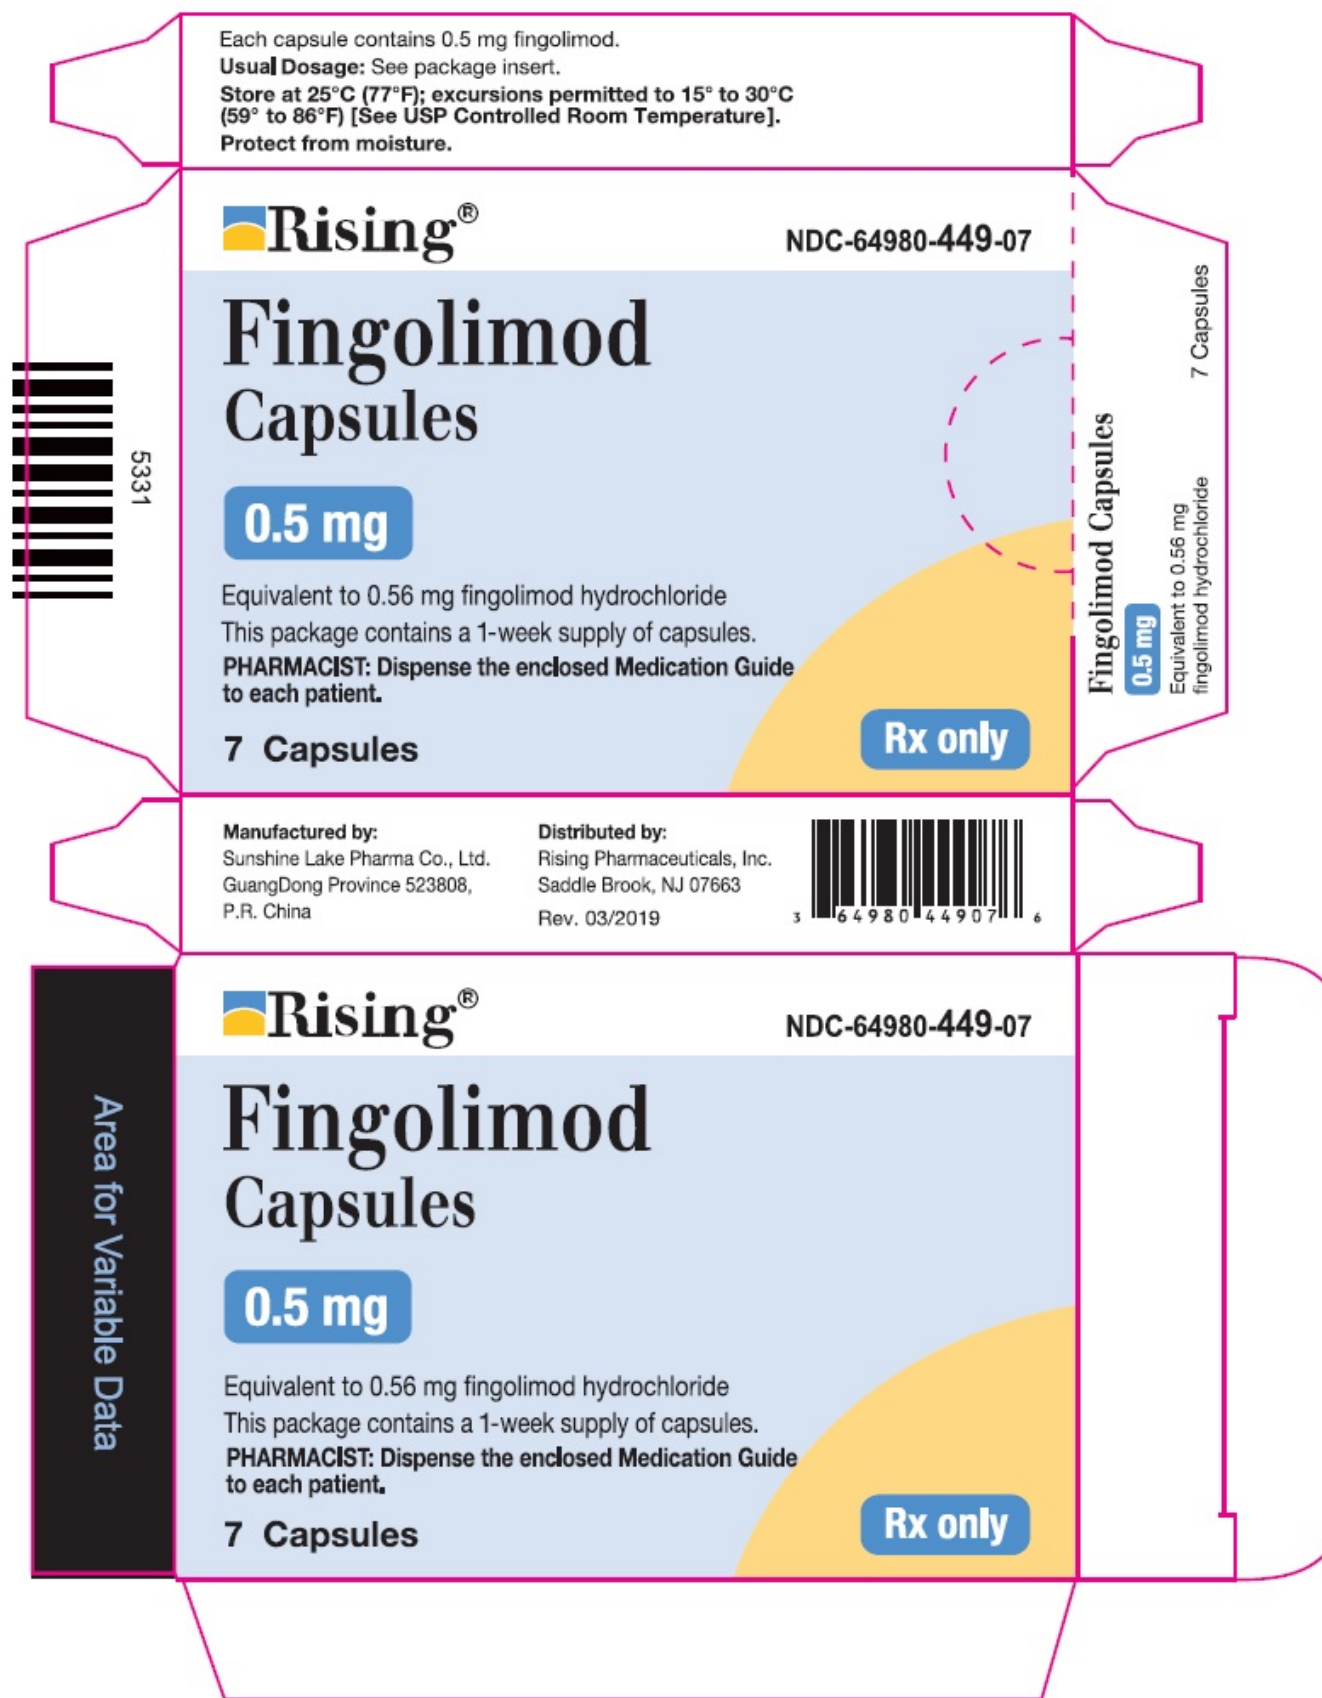 Each capsule contains 0.5 mg fingolimod.
Usual Dosage: See package insert.
Store at 25°C (77°F); excursions permitted to 15° to 30°C
(59° to 86°F) [See USP Controlled Room Temperature].
Protect from moisture.
Rising®
NDC-64980-449-07
Fingolimod
Capsules
0.5 mg
Equivalent to 0.56 mg fingolimod hydrochloride
This package contains a 1-week supply of capsules.
PHARMACIST: Dispense the enclosed Medication Guide
to each patient.
7 Capsules
Rx only
5331
Fingolimod Capsules
0.5 mg
Equivalent to 0.56 mg
fingolimod hydrochloride
7 Capsules
Manufactured by:
Sunshine Lake Pharma Co., Ltd.
GuangDong Province 523808,
P.R. China
Distributed by:
Rising Pharmaceuticals, Inc.
Saddle Brook, NJ 07663
Rev. 03/2019
3 64980 44907 6
Area for Variable Data
Rising®
NDC-64980-449-07
Fingolimod
Capsules
0.5 mg
Equivalent to 0.56 mg fingolimod hydrochloride
This package contains a 1-week supply of capsules.
PHARMACIST: Dispense the enclosed Medication Guide
to each patient.
7 Capsules
Rx only